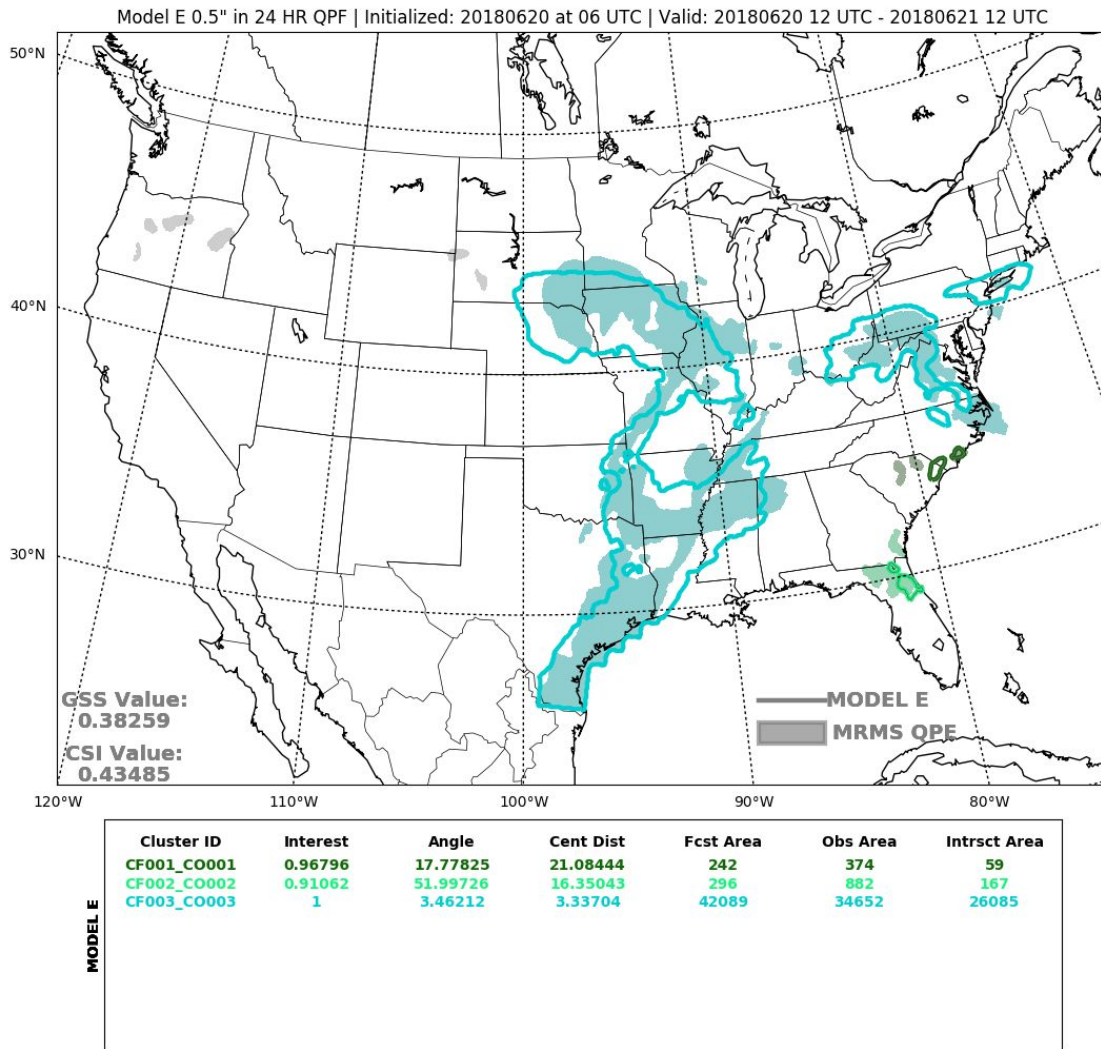 Model E 0.5" in 24 HR QPF | Initialized: 20180620 at 06 UTC | Valid: 20180620 12 UTC - 20180621 12 UTC
50°N
40°N
30°N
GSS Value:
0.38259
CSI Value:
0.43485
MODEL E
MRMS QPE
120°W 110°W 100°W 90°W 80°W
Cluster ID Interest Angle Cent Dist Fcst Area Obs Area Intrsct Area
CF001_CO001 0.96796 17.77825 21.08444 242 374 59
CF002_CO002 0.91062 51.99726 16.35043 296 882 167
CF003_CO003 1 3.46212 3.33704 42089 34652 26085
MODEL E